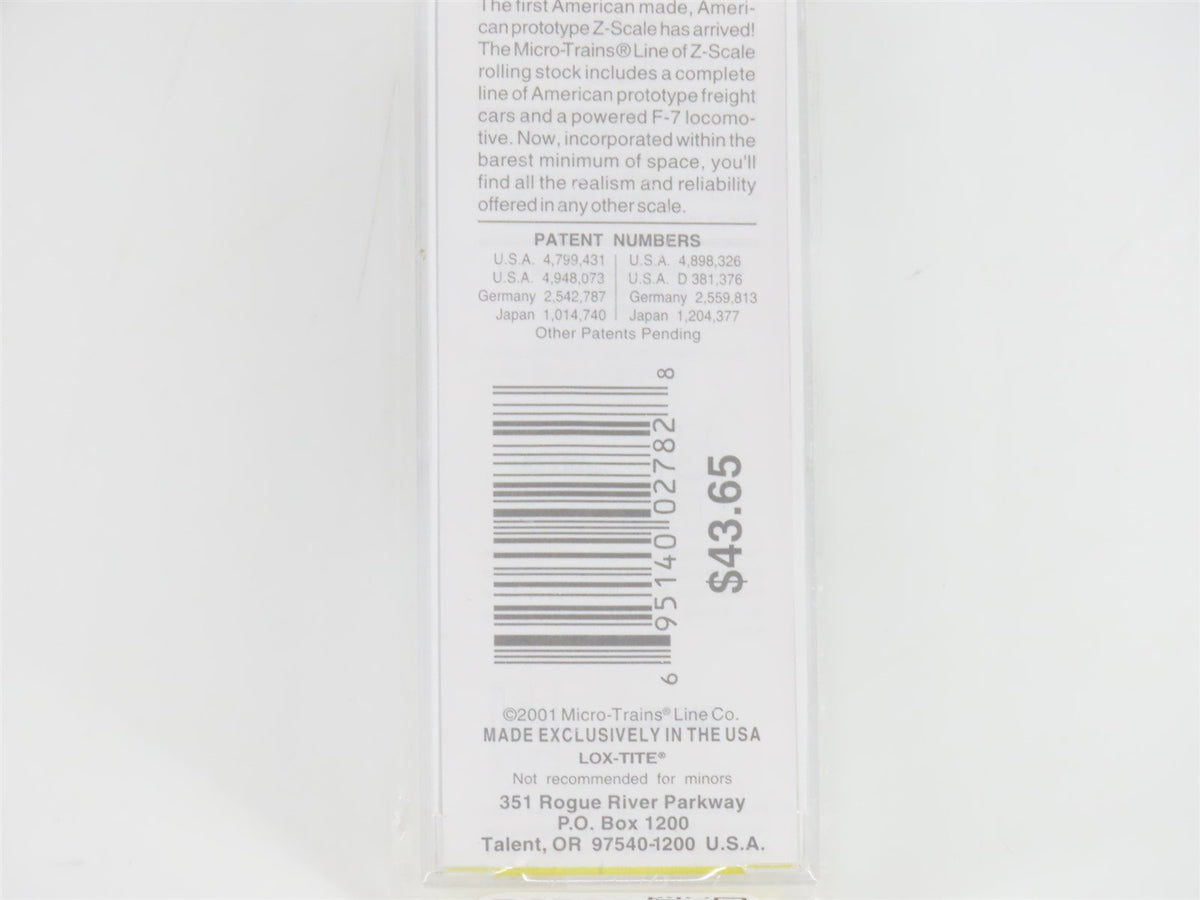 The first American made, Ameri-
can prototype Z-Scale has arrived!
The Micro-Trains® Line of Z-Scale
rolling stock includes a complete
line of American prototype freight
cars and a powered F-7 locomo-
tive. Now, incorporated within the
barest minimum of space, you'll
find all the realism and reliability
offered in any other scale.
PATENT NUMBERS
U.S.A. 4,799,431 U.S.A. 4,898,326
U.S.A. 4,948,073 U.S.A. D 381,376
Germany 2,542,787 Germany 2,559,813
Japan 1,014,740 Japan 1,204,377
Other Patents Pending
6 95140 02782 8
$43.65
©2001 Micro-Trains® Line Co.
MADE EXCLUSIVELY IN THE USA
LOX-TITE®
Not recommended for minors
351 Rogue River Parkway
P.O. Box 1200
Talent, OR 97540-1200 U.S.A.